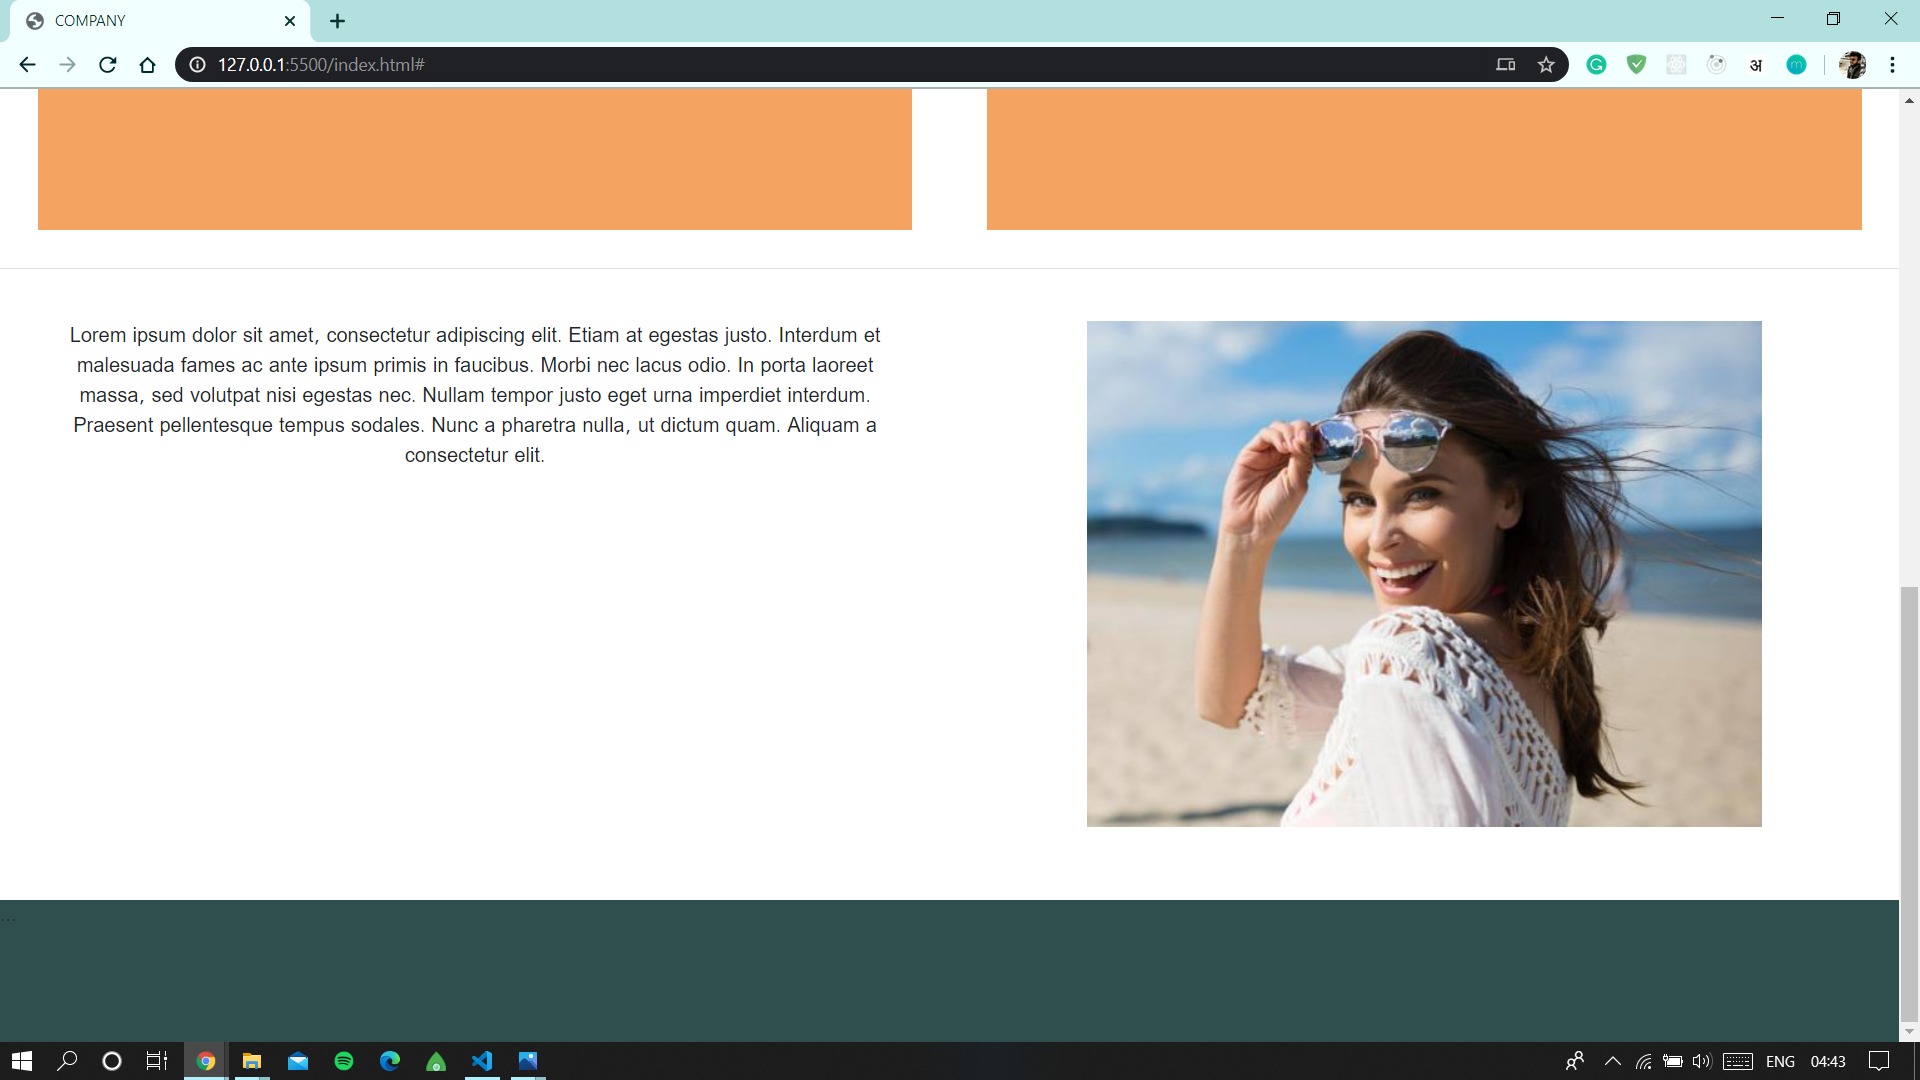 COMPANY
127.0.0.1:5500/index.html#
अ
m
Lorem ipsum dolor sit amet, consectetur adipiscing elit. Etiam at egestas justo. Interdum et
malesuada fames ac ante ipsum primis in faucibus. Morbi nec lacus odio. In porta laoreet
massa, sed volutpat nisi egestas nec. Nullam tempor justo eget urna imperdiet interdum.
Praesent pellentesque tempus sodales. Nunc a pharetra nulla, ut dictum quam. Aliquam a
consectetur elit.
...
ENG
04:43